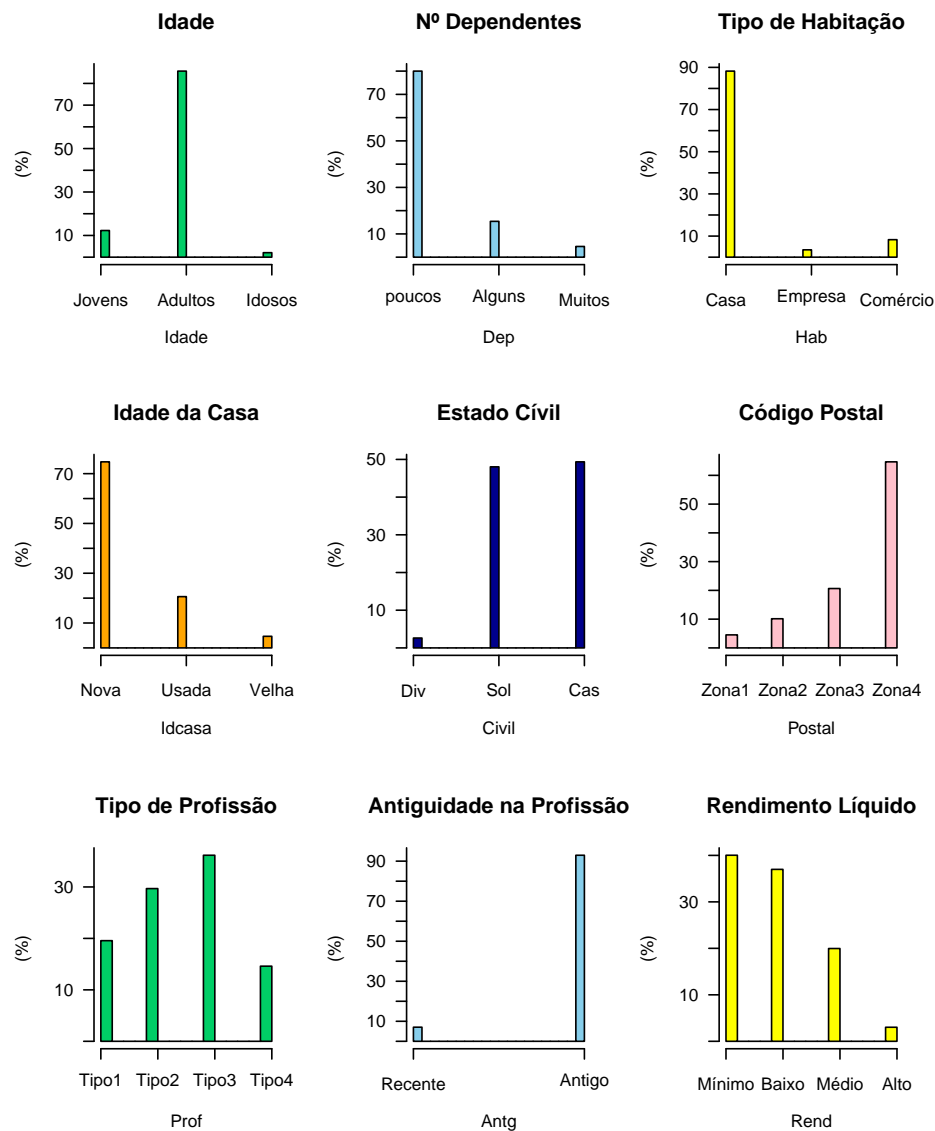 Idade
(%)
70
50
30
10
Jovens Adultos Idosos
Idade
Nº Dependentes
(%)
70
50
30
10
poucos Alguns Muitos
Dep
Tipo de Habitação
(%)
90
70
50
30
10
Casa Empresa Comércio
Hab
Idade da Casa
(%)
70
50
30
10
Nova Usada Velha
Idcasa
Estado Cívil
(%)
50
30
10
Div Sol Cas
Civil
Código Postal
(%)
50
30
10
Zona1 Zona2 Zona3 Zona4
Postal
Tipo de Profissão
(%)
30
10
Tipo1 Tipo2 Tipo3 Tipo4
Prof
Antiguidade na Profissão
(%)
90
70
50
30
10
Recente Antigo
Antg
Rendimento Líquido
(%)
30
10
Mínimo Baixo Médio Alto
Rend